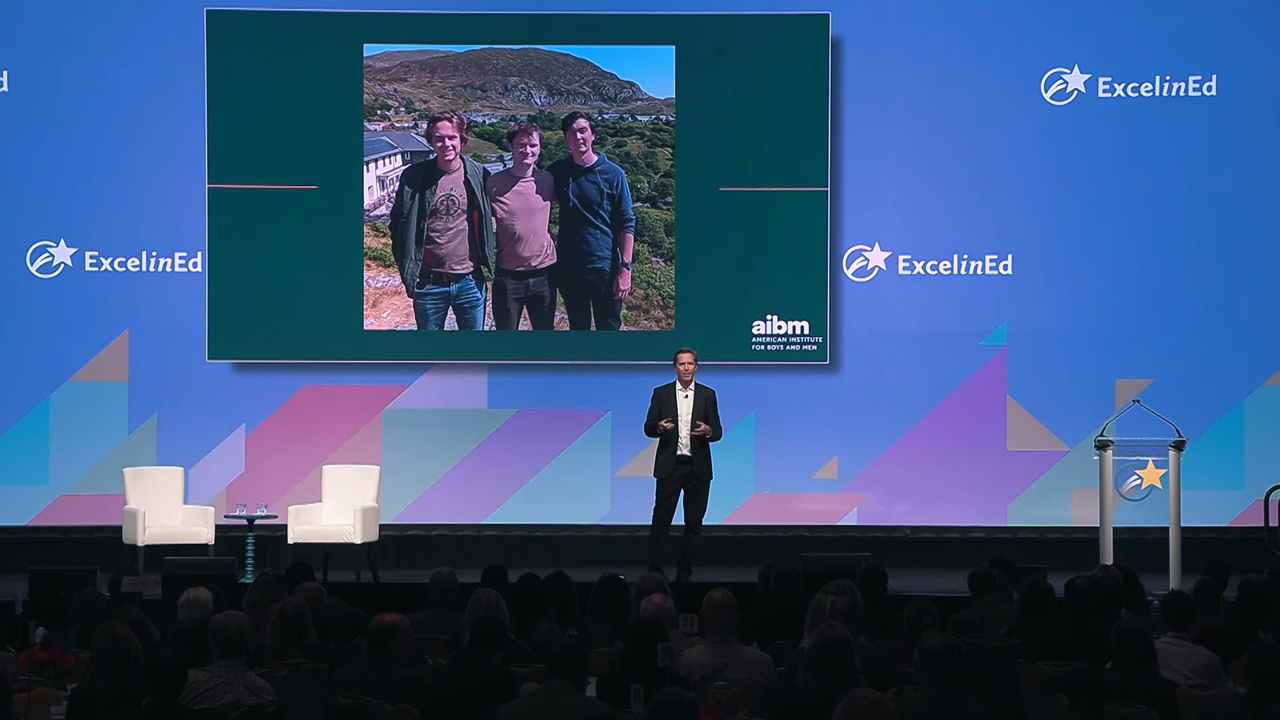 d
ExcelinEd
ExcelinEd
ExcelinEd
aibm
AMERICAN INSTITUTE
FOR BOYS AND MEN